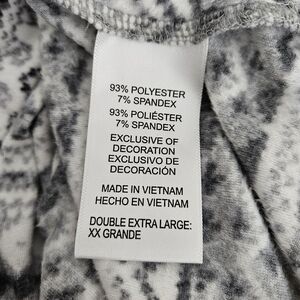 93% POLYESTER
7% SPANDEX
93% POLIÉSTER
7% SPANDEX
EXCLUSIVE OF
DECORATION
EXCLUSIVO DE
DECORACIÓN
MADE IN VIETNAM
HECHO EN VIETNAM
DOUBLE EXTRA LARGE:
XX GRANDE